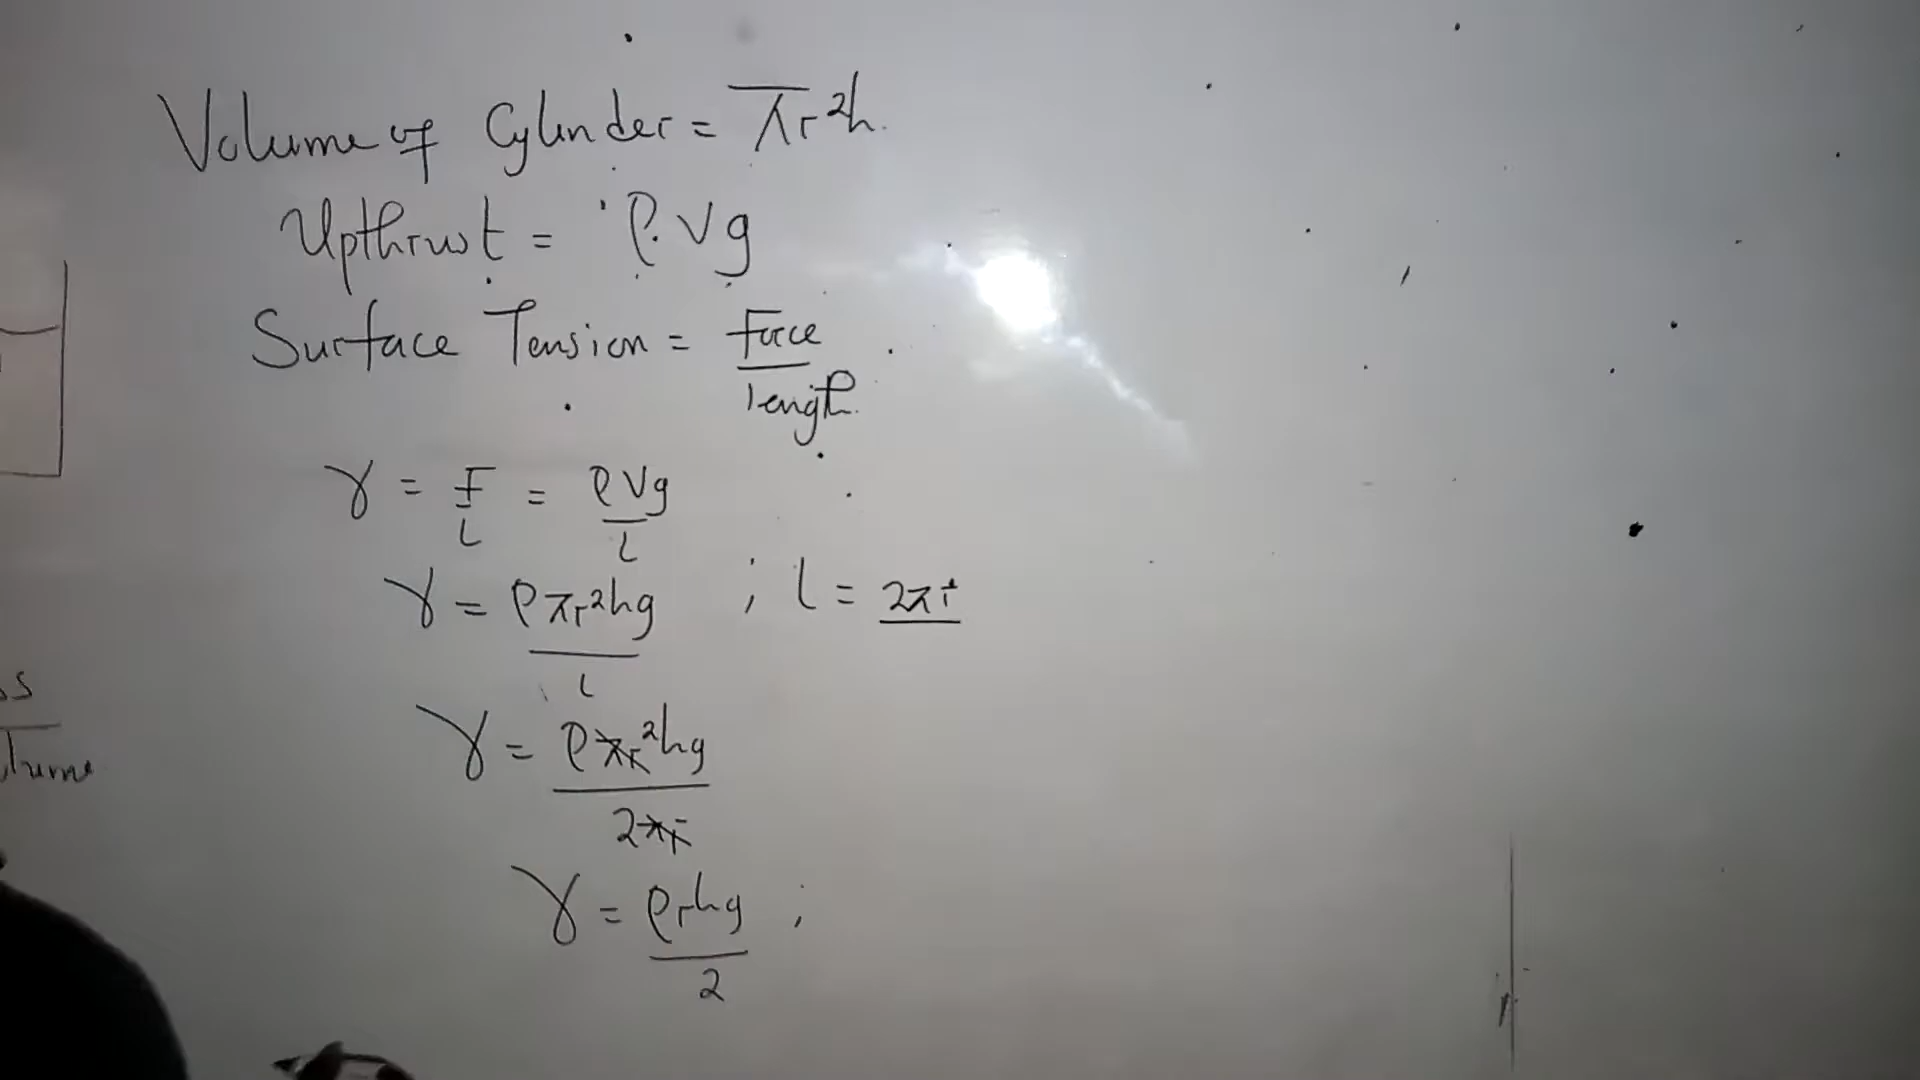 Volume of Cylinder = πr²h.
Upthrust = ρVg
Surface Tension = Force
length.
γ = F = ρVg
L l
γ = ρπr²hg ; l = 2πr
l
γ = ρπr²hg
2πr
γ = ρrhg ;
2